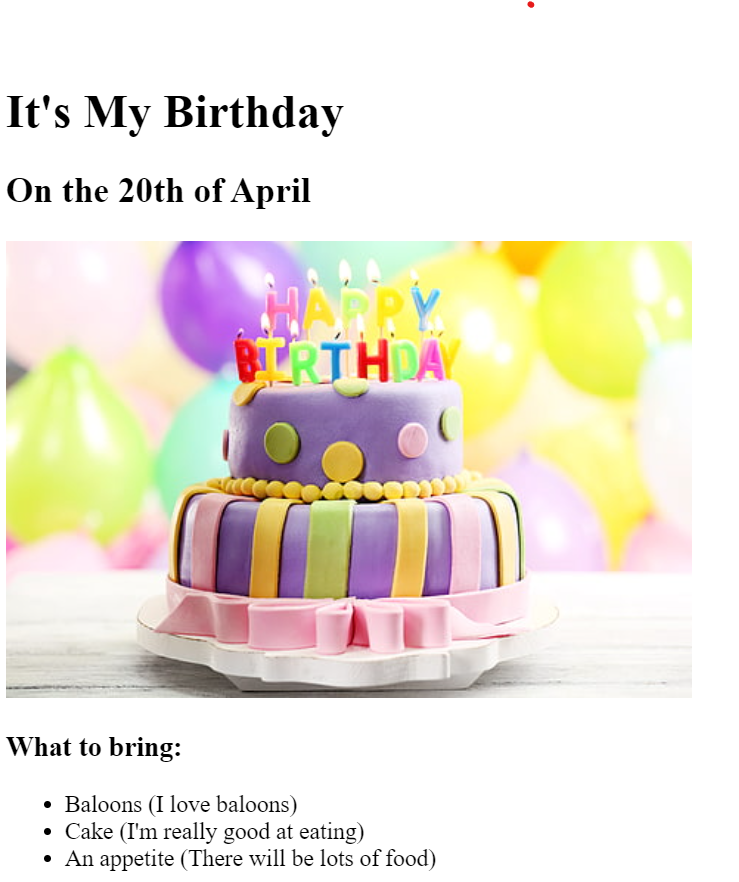 It's My Birthday
On the 20th of April
HAPPY
BIRTHDAY
What to bring:
Baloons (I love baloons)
Cake (I'm really good at eating)
An appetite (There will be lots of food)